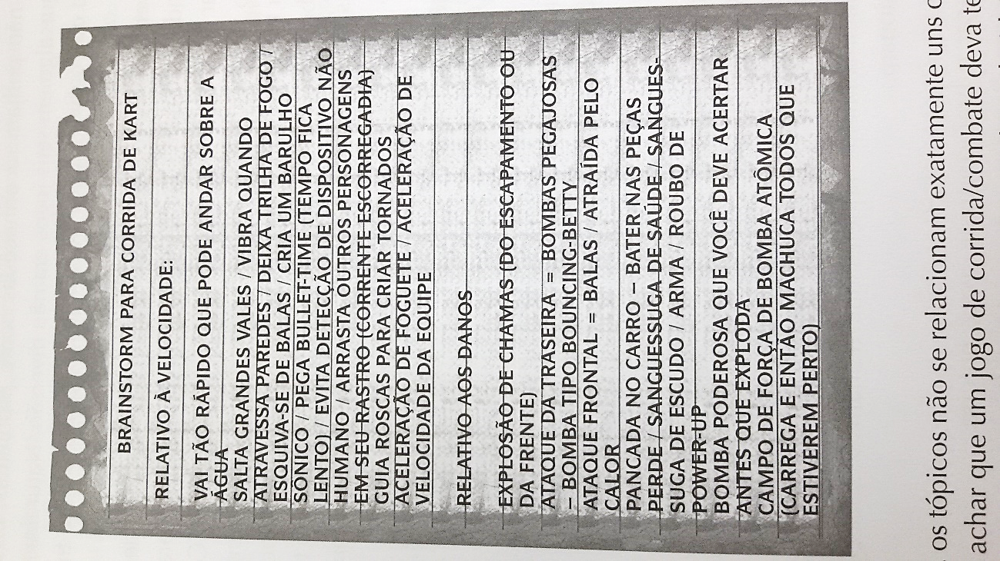 BRAINSTORM PARA CORRIDA DE KART
RELATIVO À VELOCIDADE:
VAI TÃO RÁPIDO QUE PODE ANDAR SOBRE A
ÁGUA
SALTA GRANDES VALES / VIBRA QUANDO
ATRAVESSA PAREDES / DEIXA TRILHA DE FOGO /
ESQUIVA-SE DE BALAS / CRIA UM BARULHO
SÔNICO / PEGA BULLET-TIME (TEMPO FICA
LENTO) / EVITA DETECÇÃO DE DISPOSITIVO NÃO
HUMANO / ARRASTA OUTROS PERSONAGENS
EM SEU RASTRO (CORRENTE ESCORREGADIA)
GUIA ROSCAS PARA CRIAR TORNADOS
ACELERAÇÃO DE FOGUETE / ACELERAÇÃO DE
VELOCIDADE DA EQUIPE
RELATIVO AOS DANOS
EXPLOSÃO DE CHAMAS (DO ESCAPAMENTO OU
DA FRENTE)
ATAQUE DA TRASEIRA = BOMBAS PEGAJOSAS
– BOMBA TIPO BOUNCING-BETTY
ATAQUE FRONTAL = BALAS / ATRAÍDA PELO
CALOR
PANCADA NO CARRO – BATER NAS PEÇAS
PERDE / SANGUESSUGA DE SAÚDE / SANGUES-
SUGA DE ESCUDO / ARMA / ROUBO DE
POWER-UP
BOMBA PODEROSA QUE VOCÊ DEVE ACERTAR
ANTES QUE EXPLODA
CAMPO DE FORÇA DE BOMBA ATÔMICA
(CARREGA E ENTÃO MACHUCA TODOS QUE
ESTIVEREM PERTO)
os tópicos não se relacionam exatamente uns
achar que um jogo de corrida/combate deva